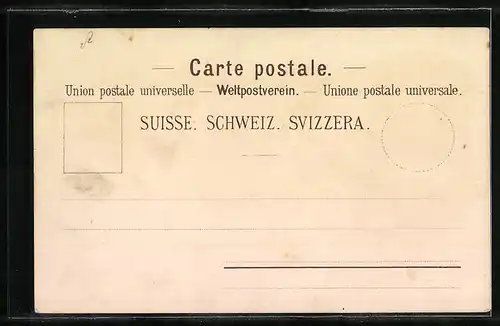 — Carte postale. —
Union postale universelle — Weltpostverein. — Unione postale universale.
SUISSE. SCHWEIZ. SVIZZERA.